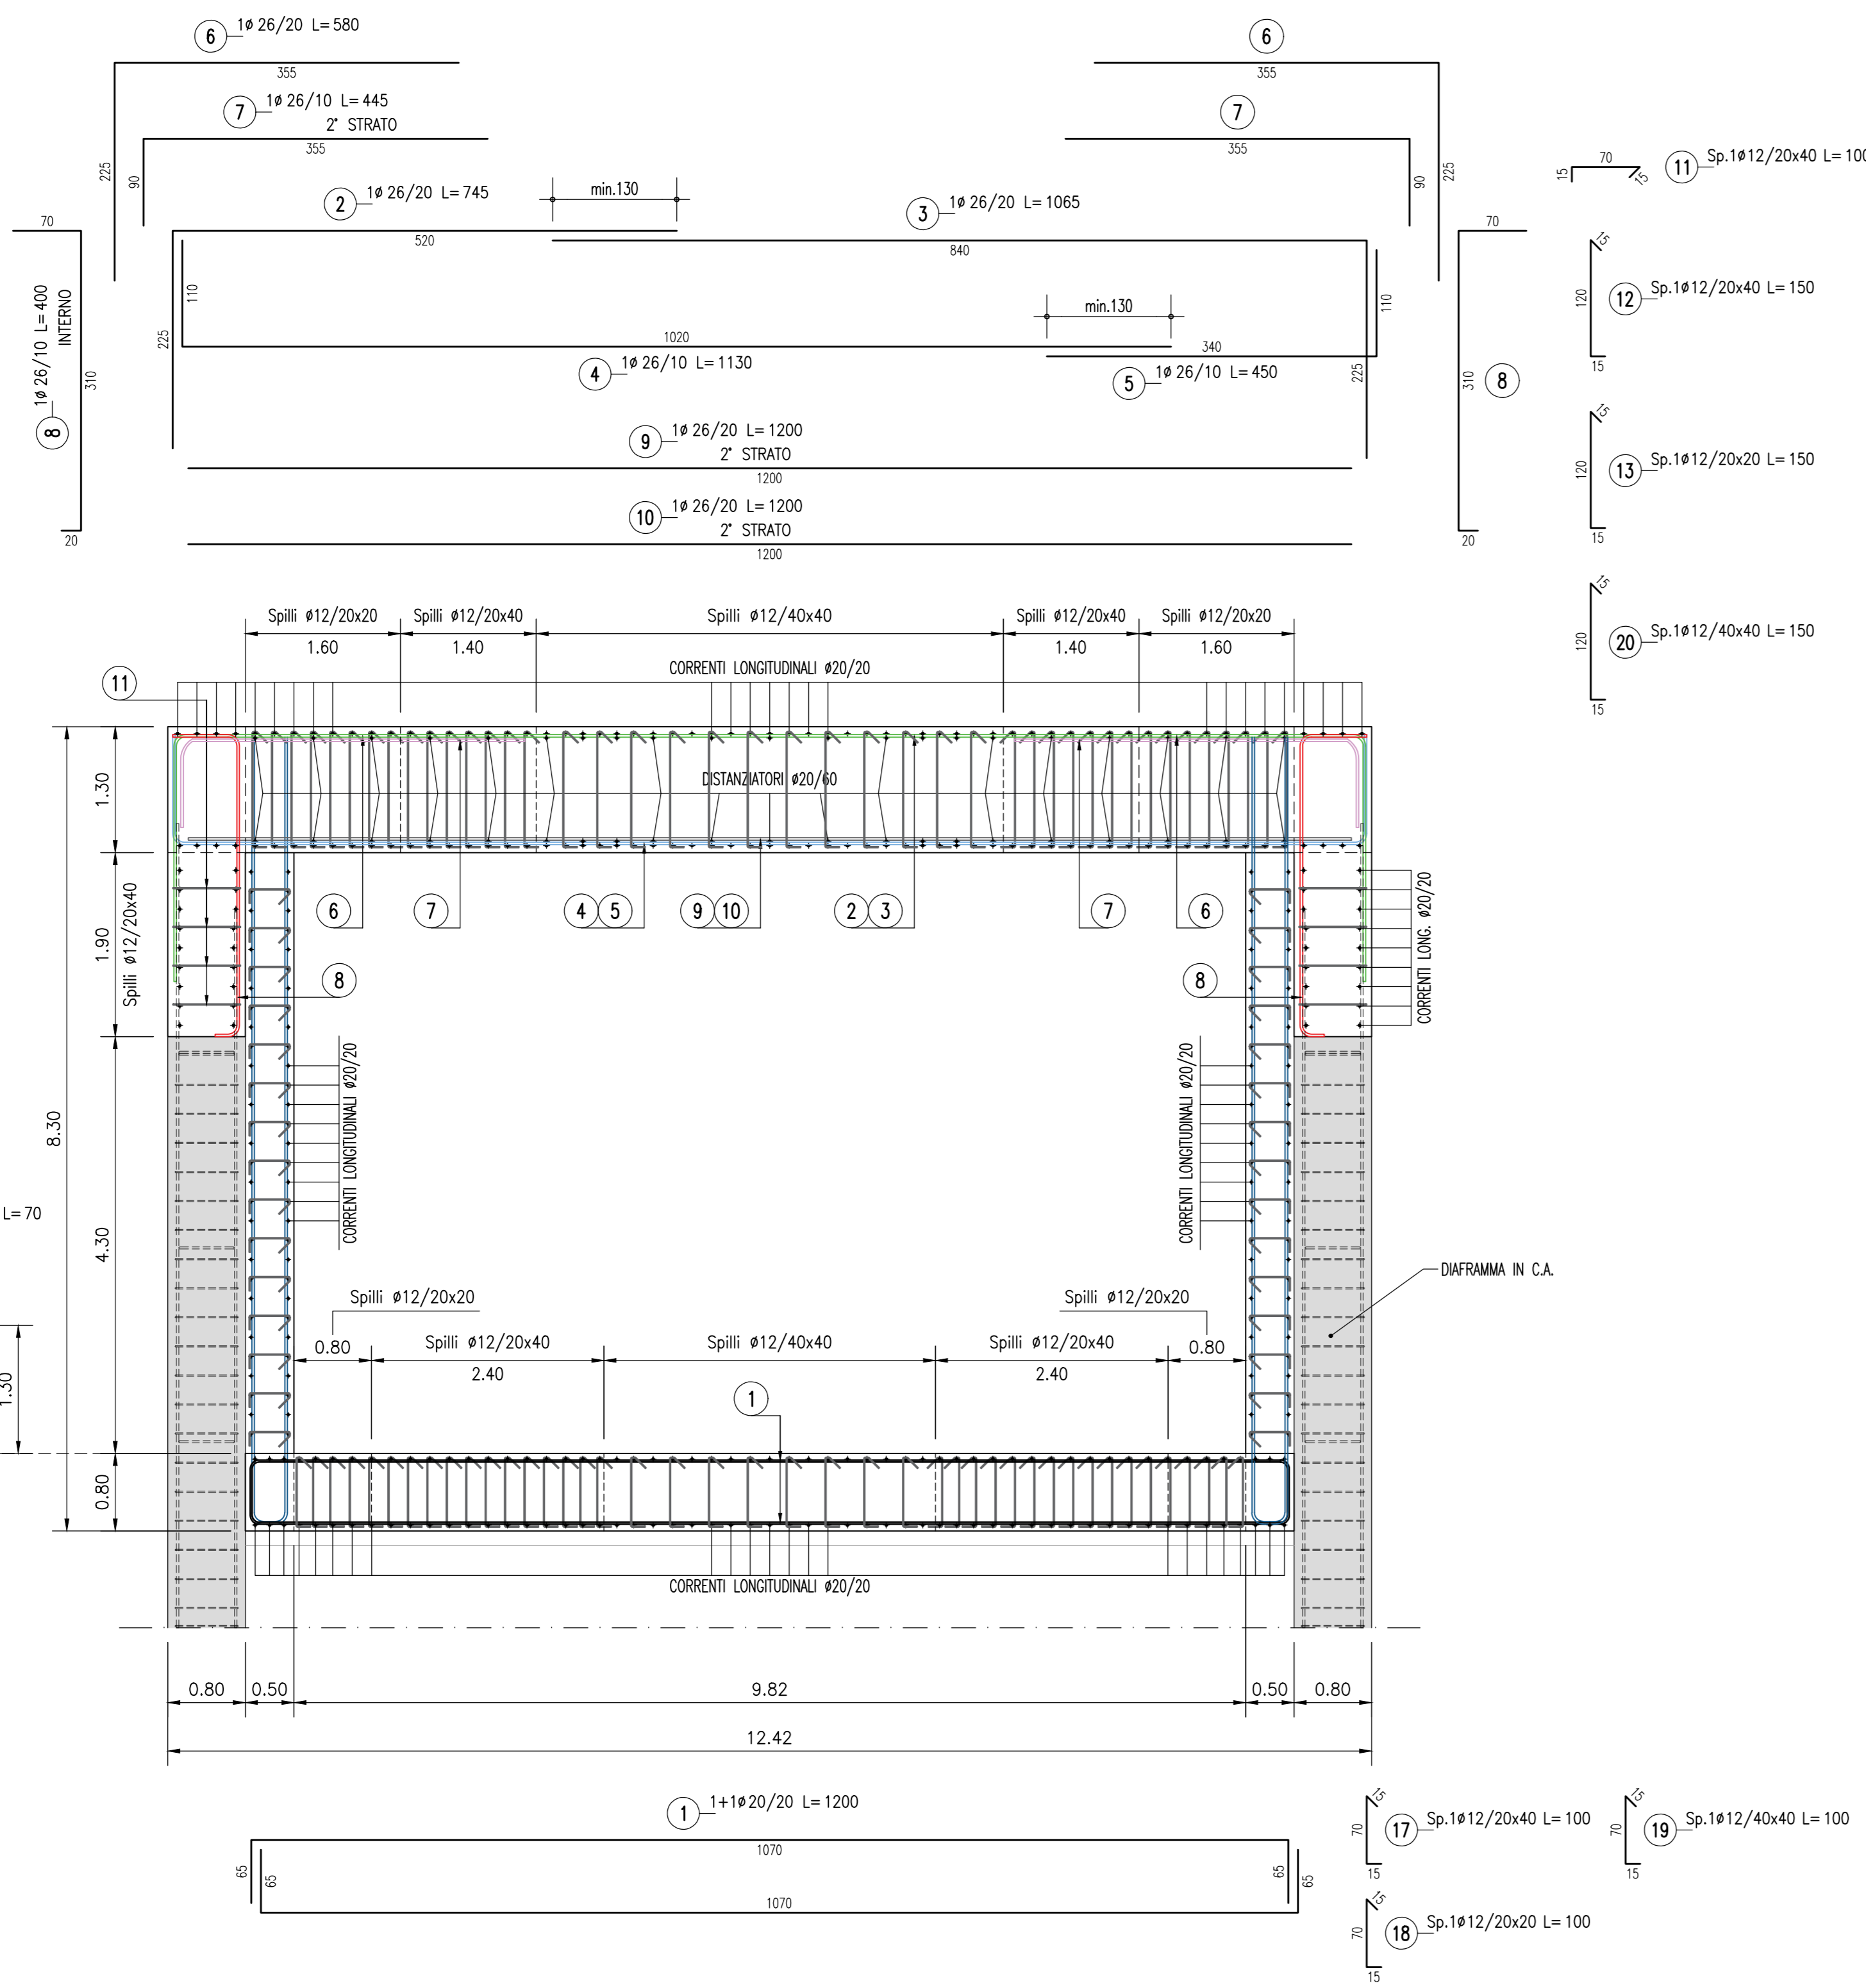 6 1ø 26/20 L= 580
355
225
7 1ø 26/10 L= 445
2° STRATO
355
90
6
355
225
7
355
90
70
15
15
11 Sp.1ø12/20x40 L= 100
2 1ø 26/20 L= 745
min.130
520
225
3 1ø 26/20 L= 1065
840
225
70
8 1ø 26/10 L= 400
INTERNO
310
20
110
1020
4 1ø 26/10 L= 1130
min.130
340
110
5 1ø 26/10 L= 450
70
310
8
20
9 1ø 26/20 L= 1200
2° STRATO
1200
10 1ø 26/20 L= 1200
2° STRATO
1200
15
120
12 Sp.1ø12/20x40 L= 150
15
15
120
13 Sp.1ø12/20x20 L= 150
15
15
120
20 Sp.1ø12/40x40 L= 150
15
Spilli ø12/20x20
1.60
Spilli ø12/20x40
1.40
Spilli ø12/40x40
Spilli ø12/20x40
1.40
Spilli ø12/20x20
1.60
CORRENTI LONGITUDINALI ø20/20
11
DISTANZIATORI ø20/60
8.30
1.30
1.90
Spilli ø12/20x40
4.30
0.80
6
7
4 5
9 10
2 3
7
6
8
8
CORRENTI LONG. ø20/20
CORRENTI LONGITUDINALI ø20/20
CORRENTI LONGITUDINALI ø20/20
L= 70
1.30
DIAFRAMMA IN C.A.
Spilli ø12/20x20
Spilli ø12/20x20
0.80
Spilli ø12/20x40
2.40
Spilli ø12/40x40
Spilli ø12/20x40
2.40
0.80
1
CORRENTI LONGITUDINALI ø20/20
0.80
0.50
9.82
0.50
0.80
12.42
1 1+1ø20/20 L= 1200
1070
65
65
65
65
1070
15
70
17 Sp.1ø12/20x40 L= 100
15
15
70
19 Sp.1ø12/40x40 L= 100
15
15
70
18 Sp.1ø12/20x20 L= 100
15